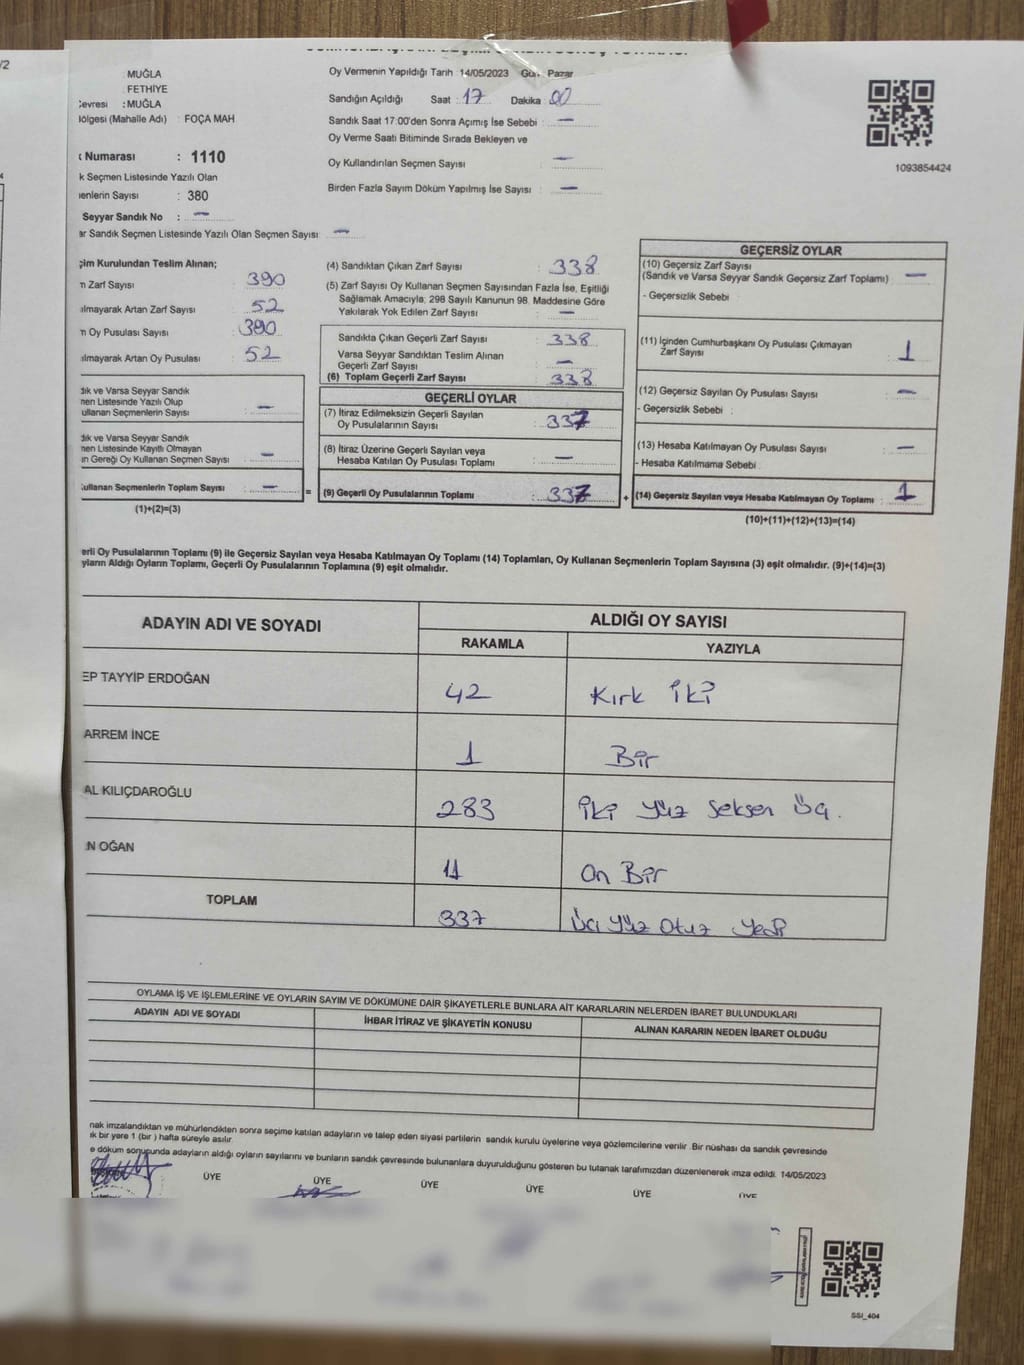 /2
MUĞLA
FETHİYE
Çevresi : MUĞLA
Bölgesi (Mahalle Adı) : FOÇA MAH
Numarası : 1110
Seçmen Listesinde Yazılı Olan
Sayısı : 380
Seyyar Sandık No : —
Sandık Seçmen Listesinde Yazılı Olan Seçmen Sayısı: —
Oy Vermenin Yapıldığı Tarih : 14/05/2023 Gün : Pazar
Sandığın Açıldığı Saat : 17 Dakika : 00
Sandık Saat 17:00'den Sonra Açımış İse Sebebi : —
Oy Verme Saati Bitiminde Sırada Bekleyen ve
Oy Kullandırılan Seçmen Sayısı : —
Birden Fazla Sayım Döküm Yapılmış İse Sayısı : —
1093854424
çim Kurulundan Teslim Alınan;
n Zarf Sayısı : 390
ılmayarak Artan Zarf Sayısı : 52
n Oy Pusulası Sayısı : 390
ılmayarak Artan Oy Pusulası : 52
dık ve Varsa Seyyar Sandık
men Listesinde Yazılı Olup
ullanan Seçmenlerin Sayısı : —
dık ve Varsa Seyyar Sandık
nen Listesinde Kayıtlı Olmayan
ın Gereği Oy Kullanan Seçmen Sayısı : —
ullanan Seçmenlerin Toplam Sayısı : — =
(1)+(2)=(3)
(4) Sandıktan Çıkan Zarf Sayısı : 338
(5) Zarf Sayısı Oy Kullanan Seçmen Sayısından Fazla İse, Eşitliği
Sağlamak Amacıyla; 298 Sayılı Kanunun 98. Maddesine Göre
Yakılarak Yok Edilen Zarf Sayısı : —
Sandıkta Çıkan Geçerli Zarf Sayısı : 338
Varsa Seyyar Sandıktan Teslim Alınan
Geçerli Zarf Sayısı : —
(6) Toplam Geçerli Zarf Sayısı : 338
GEÇERLİ OYLAR
(7) İtiraz Edilmeksizin Geçerli Sayılan
Oy Pusulalarının Sayısı : 337
(8) İtiraz Üzerine Geçerli Sayılan veya
Hesaba Katılan Oy Pusulası Toplamı : —
(9) Geçerli Oy Pusulalarının Toplamı : 337 +
GEÇERSİZ OYLAR
(10) Geçersiz Zarf Sayısı
(Sandık ve Varsa Seyyar Sandık Geçersiz Zarf Toplamı) : —
- Geçersizlik Sebebi :
(11) İçinden Cumhurbaşkanı Oy Pusulası Çıkmayan
Zarf Sayısı : 1
(12) Geçersiz Sayılan Oy Pusulası Sayısı : —
- Geçersizlik Sebebi :
(13) Hesaba Katılmayan Oy Pusulası Sayısı : —
- Hesaba Katılmama Sebebi :
(14) Geçersiz Sayılan veya Hesaba Katılmayan Oy Toplamı : 1
(10)+(11)+(12)+(13)=(14)
erli Oy Pusulalarının Toplamı (9) ile Geçersiz Sayılan veya Hesaba Katılmayan Oy Toplamı (14) Toplamları, Oy Kullanan Seçmenlerin Toplam Sayısına (3) eşit olmalıdır. (9)+(14)=(3)
yların Aldığı Oyların Toplamı, Geçerli Oy Pusulalarının Toplamına (9) eşit olmalıdır.
ADAYIN ADI VE SOYADI
ALDIĞI OY SAYISI
RAKAMLA YAZIYLA
EP TAYYİP ERDOĞAN 42 Kırk iki
ARREM İNCE 1 Bir
AL KILIÇDAROĞLU 283 iki yüz seksen üç.
N OĞAN 11 On Bir
TOPLAM 337 Üç yüz otuz yedi
OYLAMA İŞ VE İŞLEMLERİNE VE OYLARIN SAYIM VE DÖKÜMÜNE DAİR ŞİKAYETLERLE BUNLARA AİT KARARLARIN NELERDEN İBARET BULUNDUKLARI
ADAYIN ADI VE SOYADI İHBAR İTİRAZ VE ŞİKAYETİN KONUSU ALINAN KARARIN NEDEN İBARET OLDUĞU
nak imzalandıktan ve mühürlendikten sonra seçime katılan adayların ve talep eden siyasi partilerin sandık kurulu üyelerine veya gözlemcilerine verilir. Bir nüshası da sandık çevresinde
ık bir yere 1 (bir) hafta süreyle asılır.
e döküm sonucunda adayların aldığı oyların sayılarını ve bunların sandık çevresinde bulunanlara duyurulduğunu gösteren bu tutanak tarafımızdan düzenlenerek imza edildi. 14/05/2023
ÜYE ÜYE ÜYE ÜYE ÜYE ÜYE
SSI_404